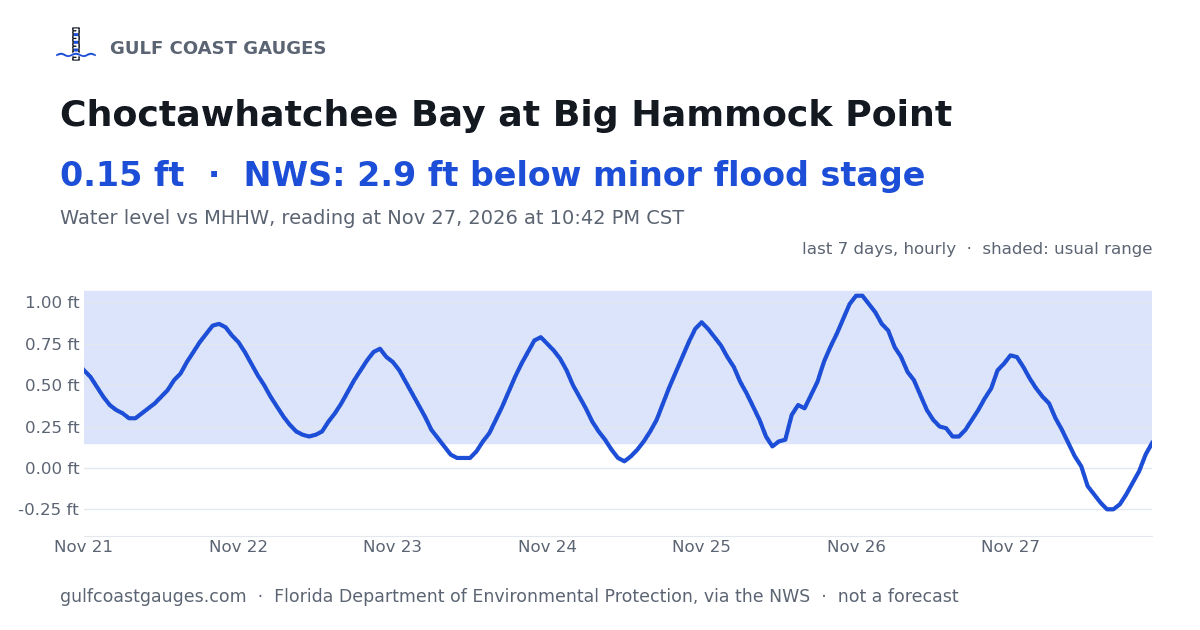 GULF COAST GAUGES
Choctawhatchee Bay at Big Hammock Point
0.15 ft · NWS: 2.9 ft below minor flood stage
Water level vs MHHW, reading at Nov 27, 2026 at 10:42 PM CST
last 7 days, hourly · shaded: usual range
1.00 ft
0.75 ft
0.50 ft
0.25 ft
0.00 ft
-0.25 ft
Nov 21 Nov 22 Nov 23 Nov 24 Nov 25 Nov 26 Nov 27
gulfcoastgauges.com · Florida Department of Environmental Protection, via the NWS · not a forecast